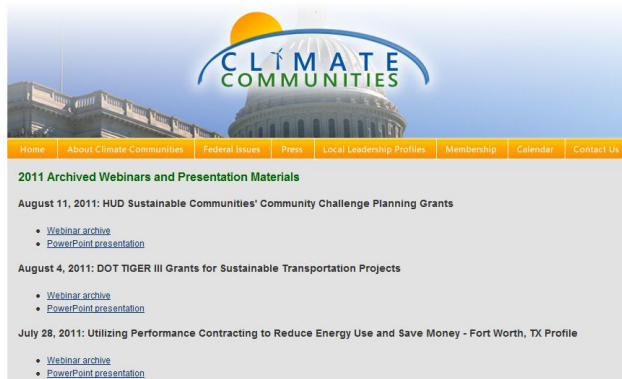 CLIMATE
COMMUNITIES
Home About Climate Communities Federal Issues Press Local Leadership Profiles Membership Calendar Contact Us
2011 Archived Webinars and Presentation Materials
August 11, 2011: HUD Sustainable Communities' Community Challenge Planning Grants
Webinar archive
PowerPoint presentation
August 4, 2011: DOT TIGER III Grants for Sustainable Transportation Projects
Webinar archive
PowerPoint presentation
July 28, 2011: Utilizing Performance Contracting to Reduce Energy Use and Save Money - Fort Worth, TX Profile
Webinar archive
PowerPoint presentation